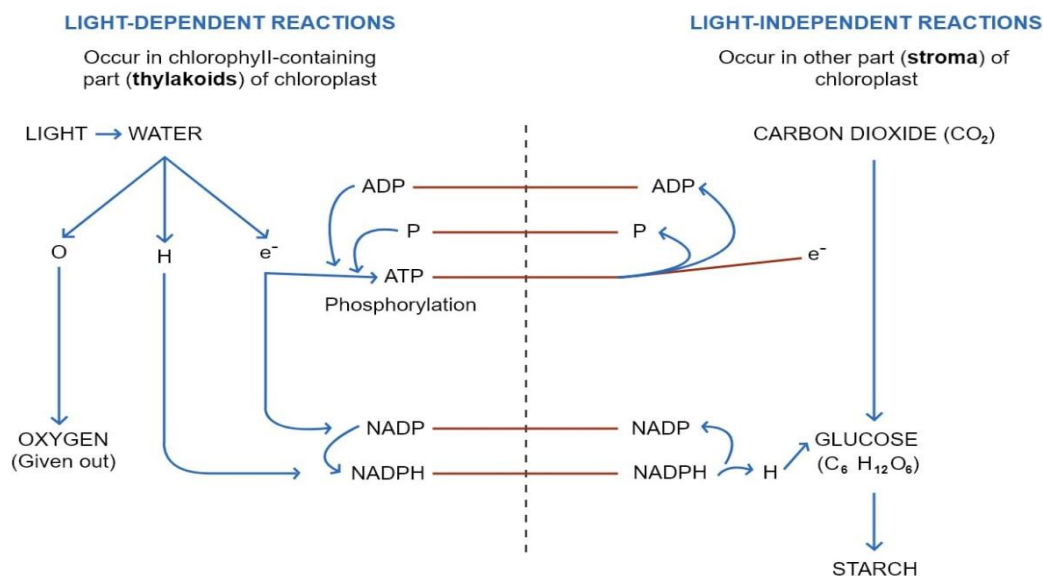 LIGHT-DEPENDENT REACTIONS
Occur in chlorophyll-containing
part (thylakoids) of chloroplast
LIGHT-INDEPENDENT REACTIONS
Occur in other part (stroma) of
chloroplast
LIGHT → WATER
CARBON DIOXIDE (CO₂)
ADP
ADP
P
P
O
H
e⁻
ATP
e⁻
Phosphorylation
OXYGEN
(Given out)
NADP
NADP
GLUCOSE
(C₆ H₁₂O₆)
NADPH
NADPH
H
STARCH